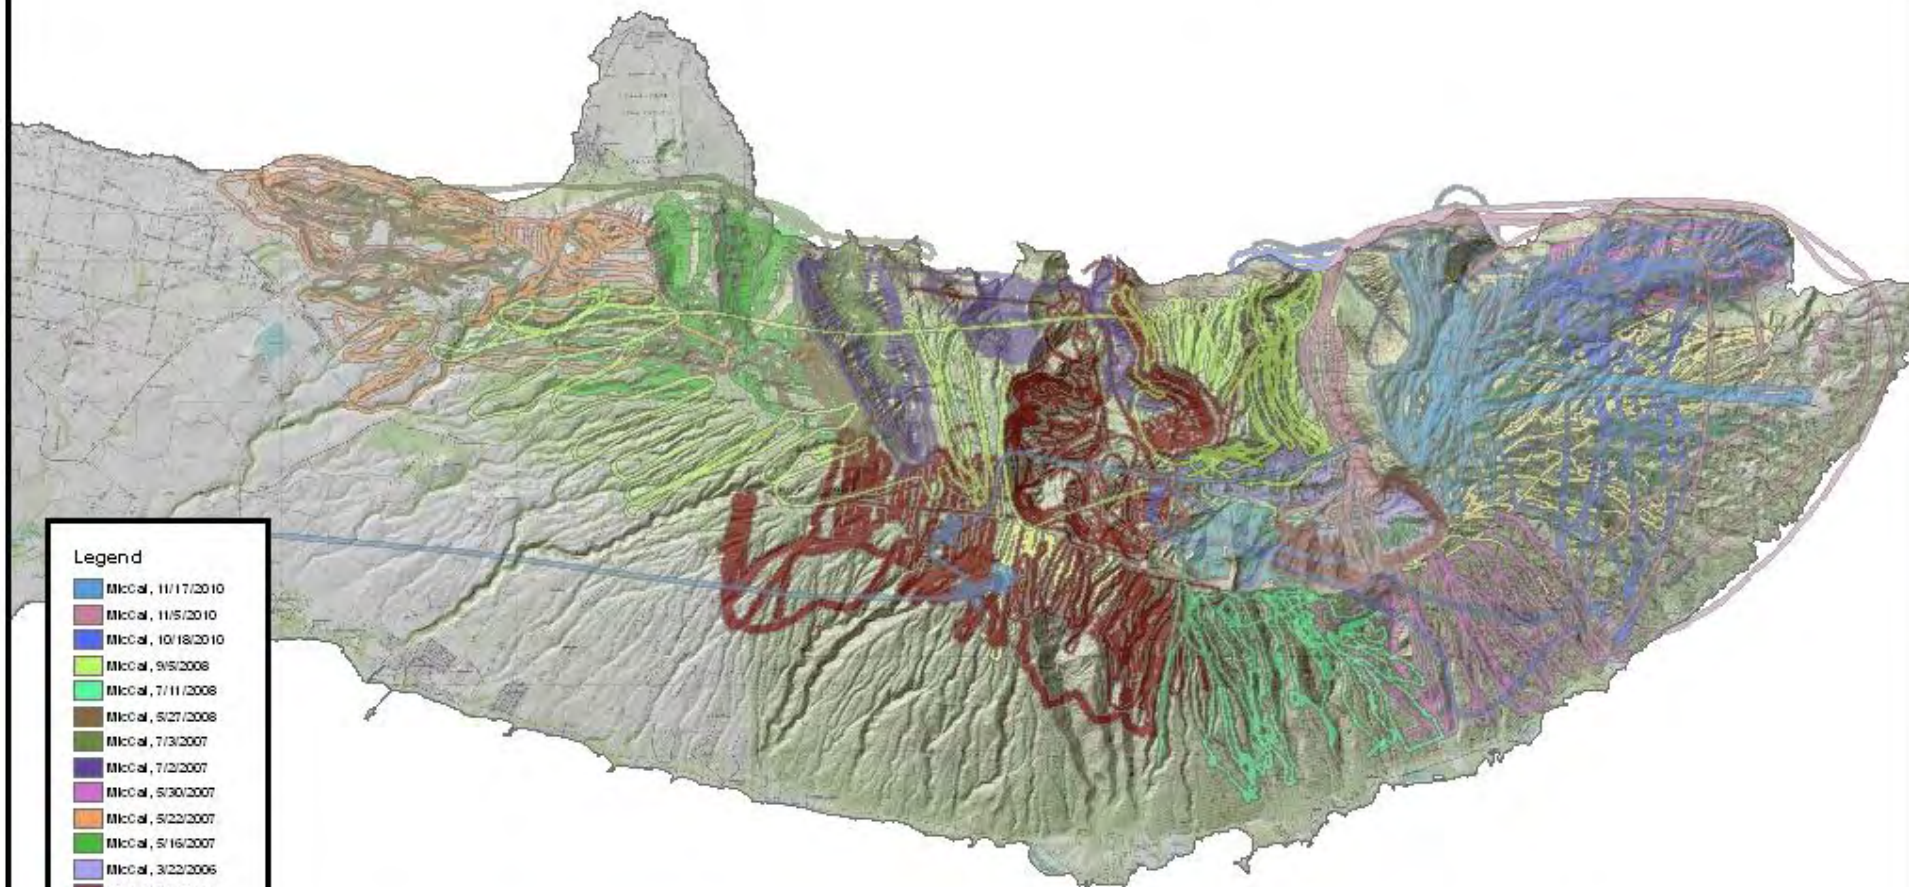 Legend
MicCal, 11/17/2010
MicCal, 11/5/2010
MicCal, 10/18/2010
MicCal, 9/5/2008
MicCal, 7/11/2008
MicCal, 5/27/2008
MicCal, 7/3/2007
MicCal, 7/2/2007
MicCal, 5/30/2007
MicCal, 5/22/2007
MicCal, 5/16/2007
MicCal, 3/22/2006